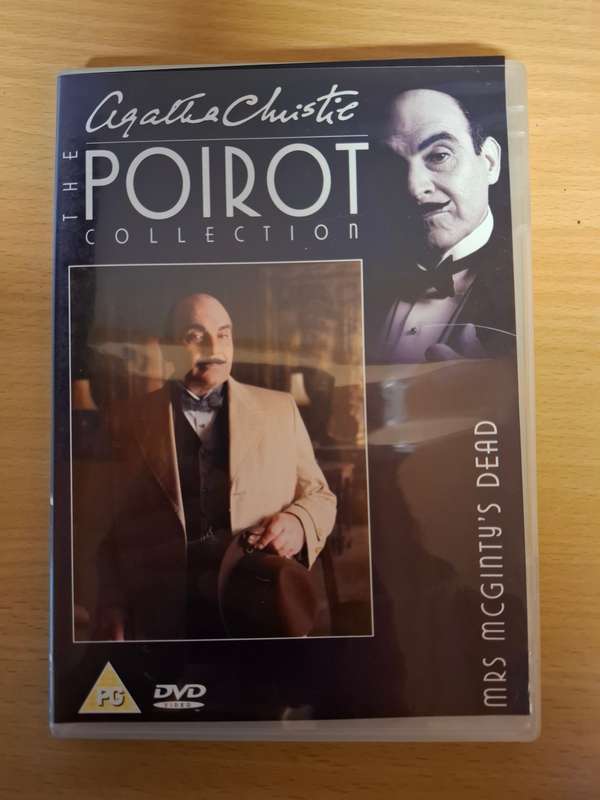 Agatha Christie
THE
POIROT
COLLECTION
MRS MCGINTY'S DEAD
PG
DVD
VIDEO